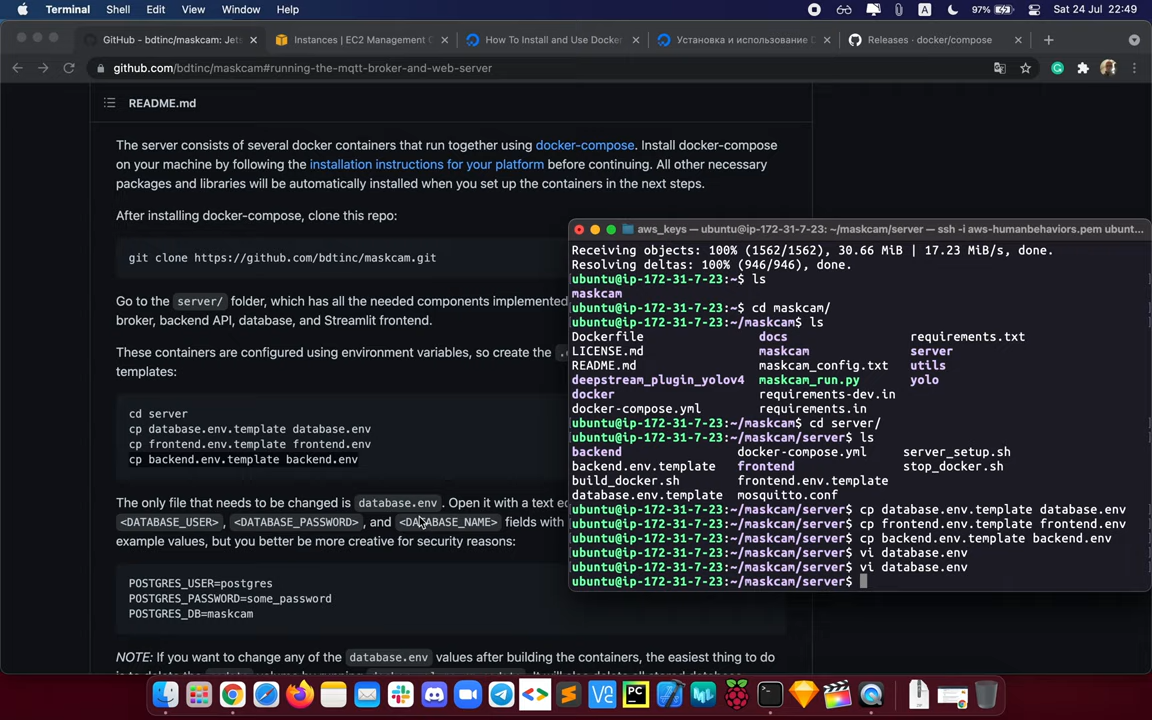 Terminal Shell Edit View Window Help
A 97% Sat 24 Jul 22:49
GitHub - bdtinc/maskcam: Jets
Instances | EC2 Management C
How To Install and Use Docker
Установка и использование D
Releases · docker/compose
github.com/bdtinc/maskcam#running-the-mqtt-broker-and-web-server
README.md
The server consists of several docker containers that run together using docker-compose. Install docker-compose
on your machine by following the installation instructions for your platform before continuing. All other necessary
packages and libraries will be automatically installed when you set up the containers in the next steps.
After installing docker-compose, clone this repo:
git clone https://github.com/bdtinc/maskcam.git
Go to the server/ folder, which has all the needed components implemented
broker, backend API, database, and Streamlit frontend.
These containers are configured using environment variables, so create the
templates:
cd server
cp database.env.template database.env
cp frontend.env.template frontend.env
cp backend.env.template backend.env
The only file that needs to be changed is database.env. Open it with a text
<DATABASE_USER>, <DATABASE_PASSWORD>, and <DATABASE_NAME> fields with
example values, but you better be more creative for security reasons:
POSTGRES_USER=postgres
POSTGRES_PASSWORD=some_password
POSTGRES_DB=maskcam
NOTE: If you want to change any of the database.env values after building the containers, the easiest thing to do
aws_keys — ubuntu@ip-172-31-7-23: ~/maskcam/server — ssh -i aws-humanbehaviors.pem ubunt...
Receiving objects: 100% (1562/1562), 30.66 MiB | 17.23 MiB/s, done.
Resolving deltas: 100% (946/946), done.
ubuntu@ip-172-31-7-23:~$ ls
maskcam
ubuntu@ip-172-31-7-23:~$ cd maskcam/
ubuntu@ip-172-31-7-23:~/maskcam$ ls
Dockerfile docs requirements.txt
LICENSE.md maskcam server
README.md maskcam_config.txt utils
deepstream_plugin_yolov4 maskcam_run.py yolo
docker requirements-dev.in
docker-compose.yml requirements.in
ubuntu@ip-172-31-7-23:~/maskcam$ cd server/
ubuntu@ip-172-31-7-23:~/maskcam/server$ ls
backend docker-compose.yml server_setup.sh
backend.env.template frontend stop_docker.sh
build_docker.sh frontend.env.template
database.env.template mosquitto.conf
ubuntu@ip-172-31-7-23:~/maskcam/server$ cp database.env.template database.env
ubuntu@ip-172-31-7-23:~/maskcam/server$ cp frontend.env.template frontend.env
ubuntu@ip-172-31-7-23:~/maskcam/server$ cp backend.env.template backend.env
ubuntu@ip-172-31-7-23:~/maskcam/server$ vi database.env
ubuntu@ip-172-31-7-23:~/maskcam/server$ vi database.env
ubuntu@ip-172-31-7-23:~/maskcam/server$